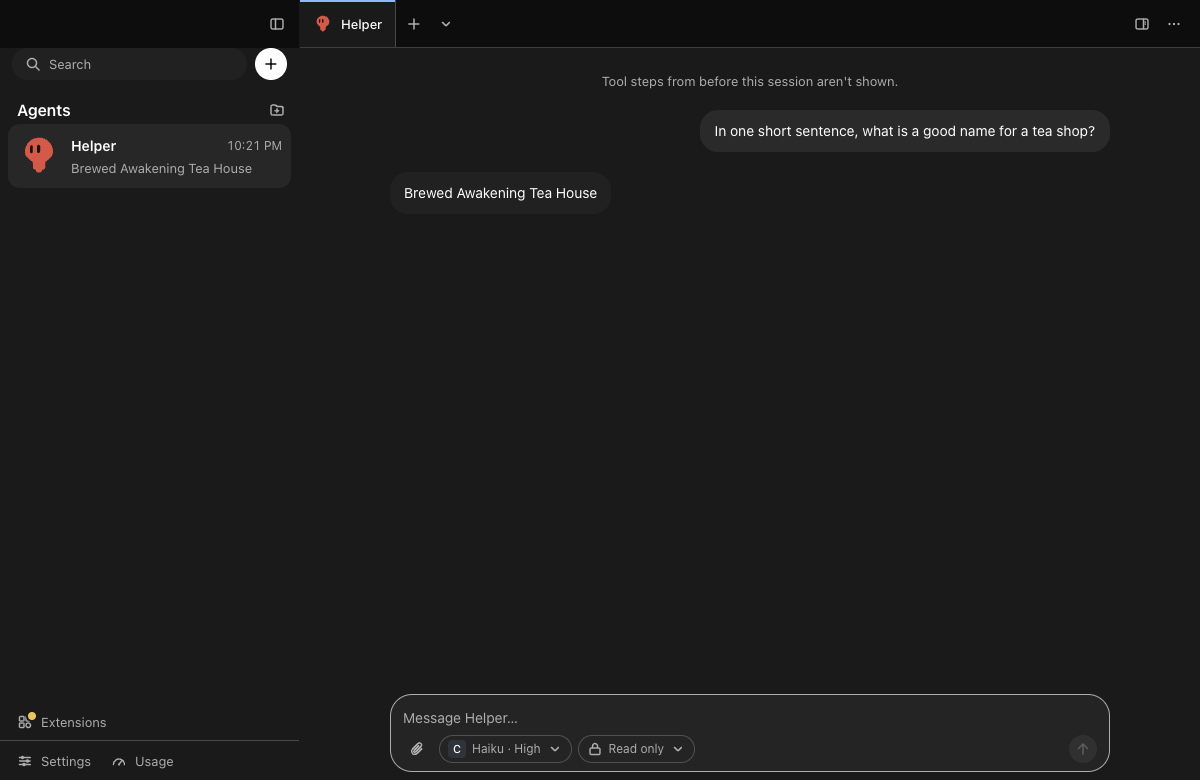 Helper
Search
Agents
Helper
10:21 PM
Brewed Awakening Tea House
Tool steps from before this session aren't shown.
In one short sentence, what is a good name for a tea shop?
Brewed Awakening Tea House
Extensions
Settings
Usage
Message Helper...
C Haiku · High
Read only